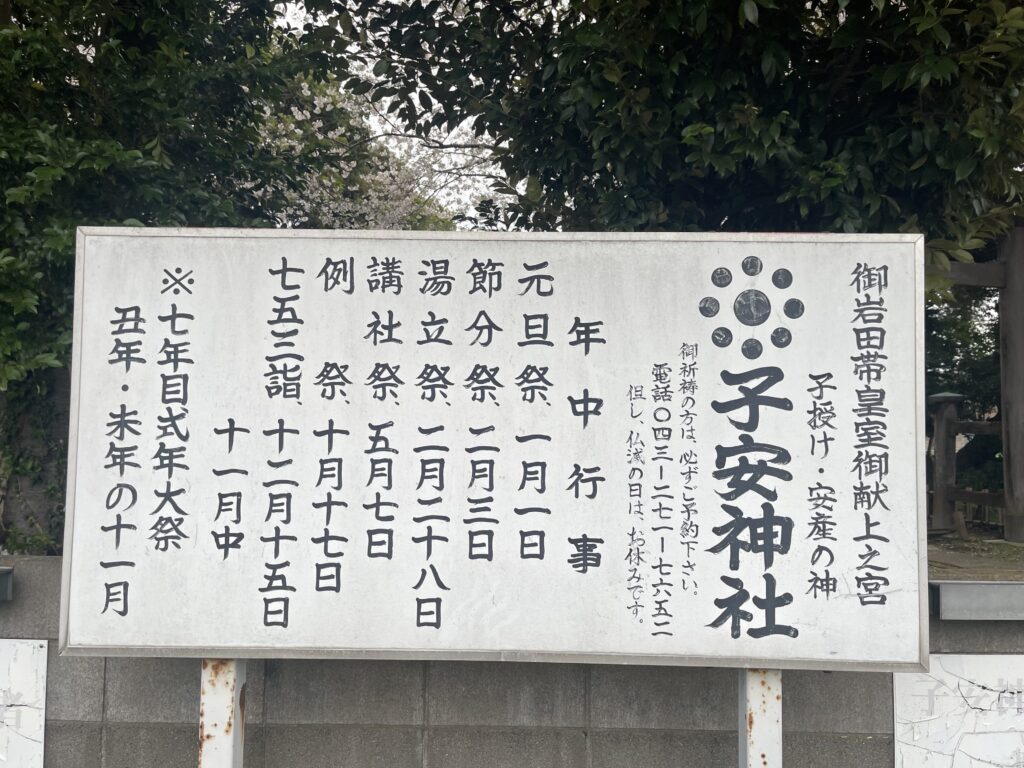 御岩田帯皇室御献上之宮
子授け・安産の神
子安神社
御祈祷の方は、必ずご予約下さい。
電話〇四三ー二七一ー七六五二
但し、仏滅の日は、お休みです。
年中行事
元旦祭、一月一日
節分祭、二月三日
湯立祭、二月二十八日
講社祭、五月七日
例祭、十月十七日
七五三詣、十二月十五日
十一月中
※七年目式年大祭
丑年・未年の十一月
子安神